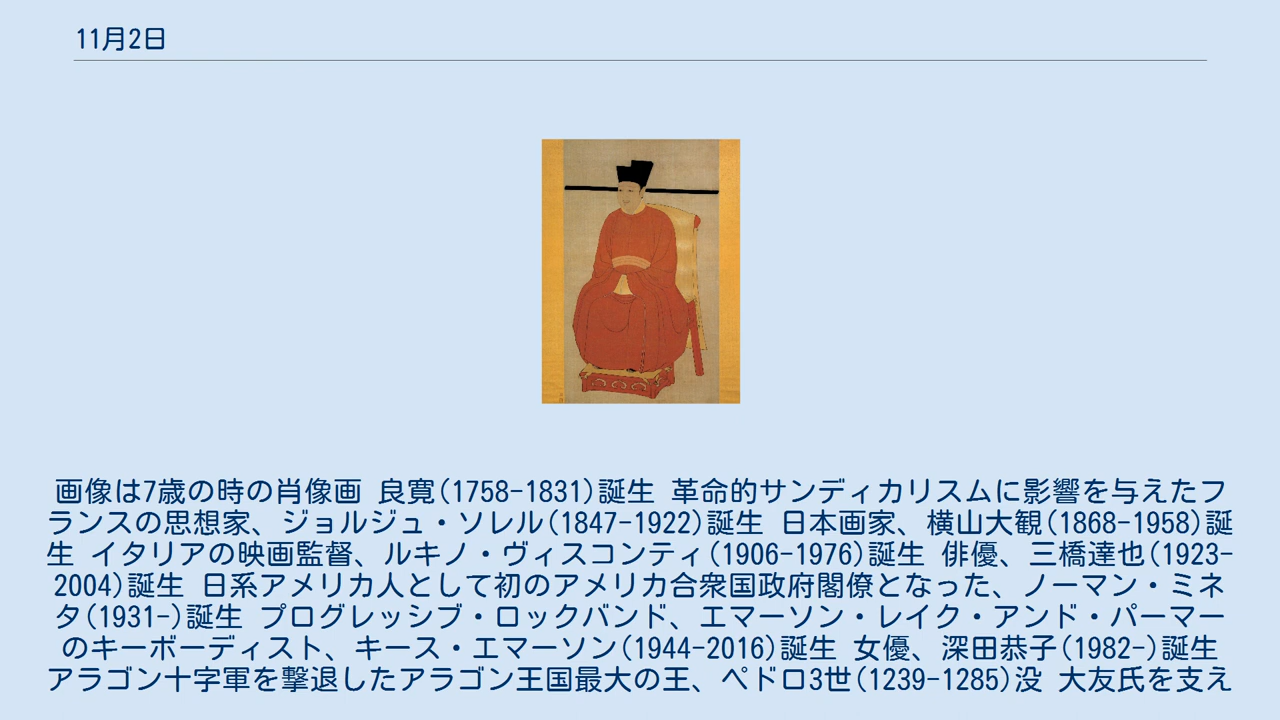 11月2日
画像は7歳の時の肖像画 良寛(1758-1831)誕生 革命的サンディカリスムに影響を与えたフ
ランスの思想家、ジョルジュ・ソレル(1847-1922)誕生 日本画家、横山大観(1868-1958)誕
生 イタリアの映画監督、ルキノ・ヴィスコンティ(1906-1976)誕生 俳優、三橋達也(1923-
2004)誕生 日系アメリカ人として初のアメリカ合衆国政府閣僚となった、ノーマン・ミネ
タ(1931-)誕生 プログレッシブ・ロックバンド、エマーソン・レイク・アンド・パーマー
のキーボーディスト、キース・エマーソン(1944-2016)誕生 女優、深田恭子(1982-)誕生
アラゴン十字軍を撃退したアラゴン王国最大の王、ペドロ3世(1239-1285)没 大友氏を支え